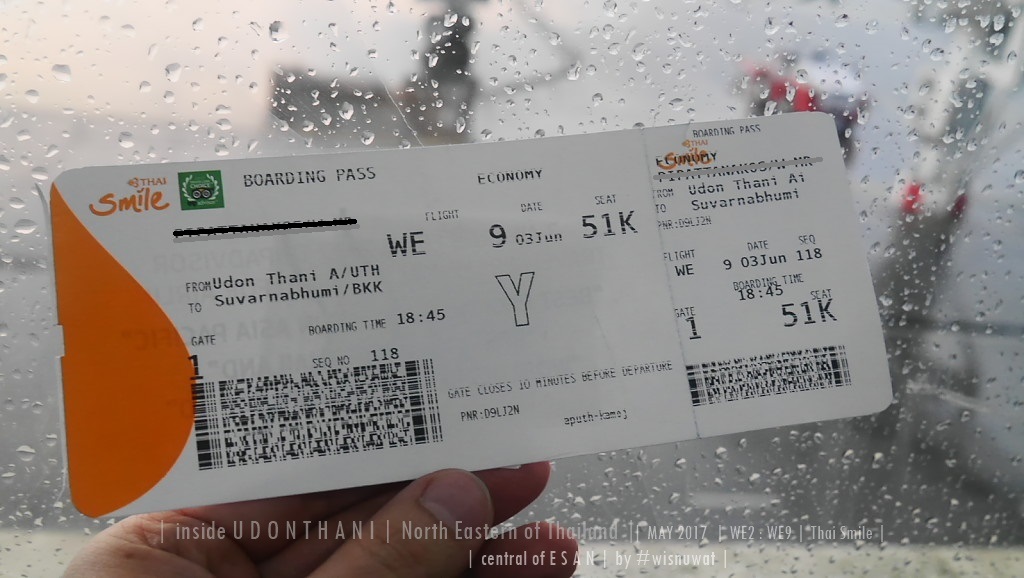 THAI
Smile
BOARDING PASS
ECONOMY
FLIGHT DATE SEAT
WE 9 03Jun 51K
FROM Udon Thani A/UTH
TO Suvarnabhumi/BKK
Y
BOARDING TIME 18:45
GATE
1
SEQ NO 118
GATE CLOSES 10 MINUTES BEFORE DEPARTURE
PNR:D9LJ2N
BOARDING PASS
THAI
Smile
ECONOMY
FROM Udon Thani Ai
TO Suvarnabhumi
PNR:D9LJ2N
FLIGHT DATE SEQ
WE 9 03Jun 118
BOARDING TIME
18:45
GATE SEAT
1 51K
| inside U D O N T H A N I | North Eastern of Thailand || MAY 2017 | WE2 : WE9 | Thai Smile |
| central of E S A N | by #wisnuwat |